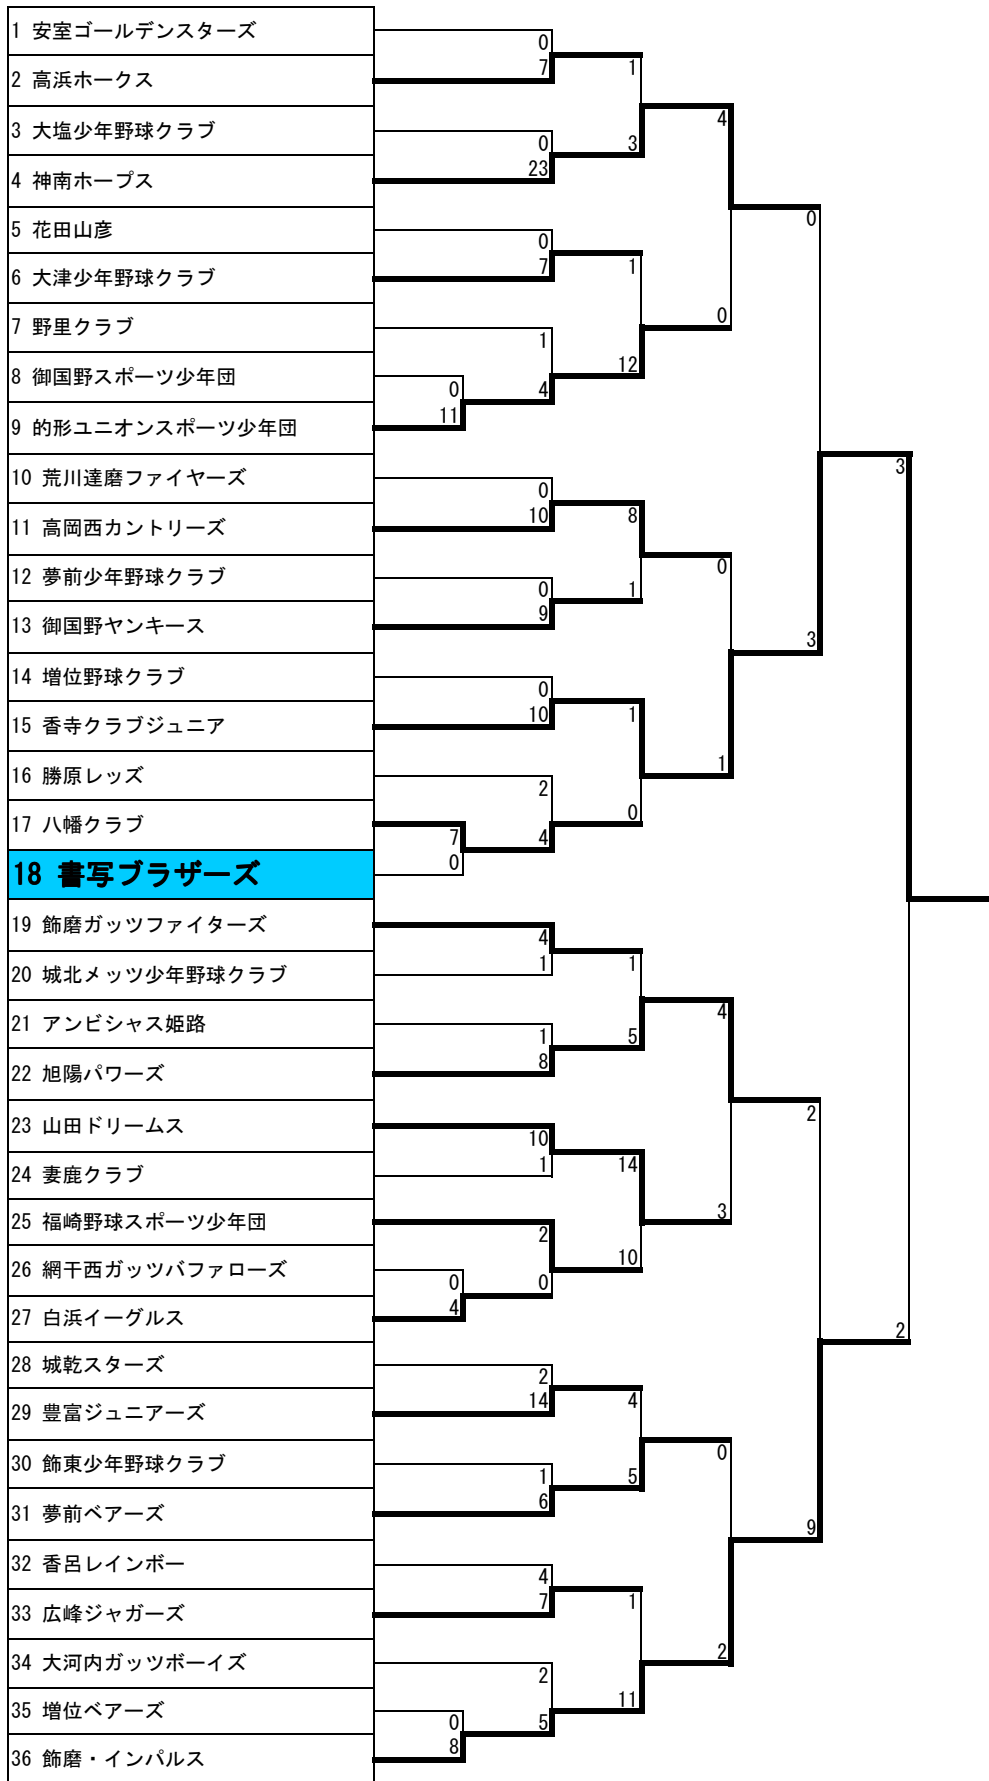 1 安室ゴールデンスターズ
0
7
1
2 高浜ホークス
4
3 大塩少年野球クラブ
0
3
23
4 神南ホープス
0
5 花田山彦
0
7
1
6 大津少年野球クラブ
0
7 野里クラブ
1
12
8 御国野スポーツ少年団
0
4
11
9 的形ユニオンスポーツ少年団
3
10 荒川達磨ファイヤーズ
0
10
8
11 高岡西カントリーズ
0
12 夢前少年野球クラブ
0
1
9
13 御国野ヤンキース
3
14 増位野球クラブ
0
10
1
15 香寺クラブジュニア
1
16 勝原レッズ
2
0
17 八幡クラブ
7
4
0
18 書写ブラザーズ
19 飾磨ガッツファイターズ
4
1
1
20 城北メッツ少年野球クラブ
4
21 アンビシャス姫路
1
5
8
22 旭陽パワーズ
2
23 山田ドリームス
10
1
14
24 妻鹿クラブ
3
25 福崎野球スポーツ少年団
2
10
26 網干西ガッツバファローズ
0
0
4
27 白浜イーグルス
2
28 城乾スターズ
2
14
4
29 豊富ジュニアーズ
0
30 飾東少年野球クラブ
1
5
6
31 夢前ベアーズ
9
32 香呂レインボー
4
7
1
33 広峰ジャガーズ
2
34 大河内ガッツボーイズ
2
11
35 増位ベアーズ
0
5
8
36 飾磨・インパルス